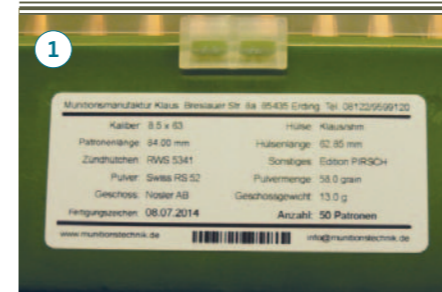 1
Munitionsmanufaktur Klaus Breslauer Str. 8a 85435 Erding Tel. 08122/9599120
Kaliber: 8,5 x 63 Hülse: Klaus/rhm
Patronenlänge: 84.00 mm Hülsenlänge: 62.85 mm
Zündhütchen: RWS 5341 Sonstiges: Edition PIRSCH
Pulver: Swiss RS 52 Pulvermenge: 58.0 grain
Geschoss: Nosler AB Geschossgewicht: 13.0 g
Fertigungszeichen: 08.07.2014 Anzahl: 50 Patronen
www.munitionstechnik.de info@munitionstechnik.de